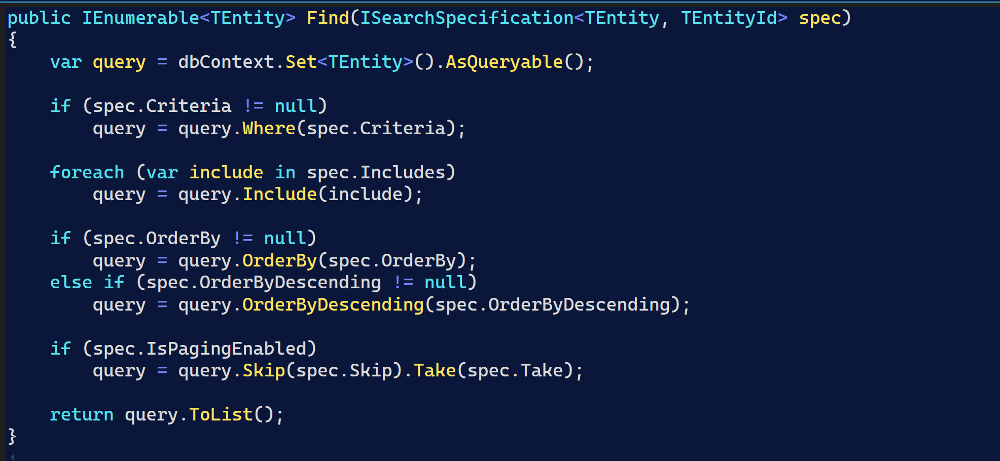 public IEnumerable<TEntity> Find(ISearchSpecification<TEntity, TEntityId> spec)
{
    var query = dbContext.Set<TEntity>().AsQueryable();

    if (spec.Criteria != null)
        query = query.Where(spec.Criteria);

    foreach (var include in spec.Includes)
        query = query.Include(include);

    if (spec.OrderBy != null)
        query = query.OrderBy(spec.OrderBy);
    else if (spec.OrderByDescending != null)
        query = query.OrderByDescending(spec.OrderByDescending);

    if (spec.IsPagingEnabled)
        query = query.Skip(spec.Skip).Take(spec.Take);

    return query.ToList();
}